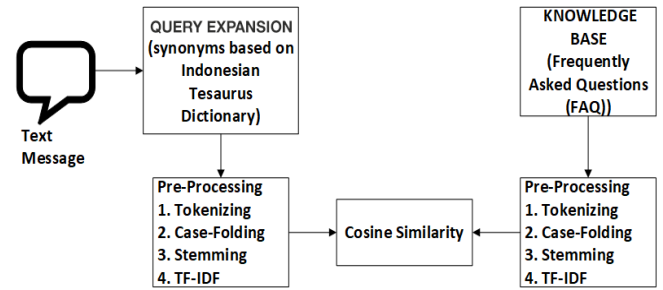 Text
Message
QUERY EXPANSION
(synonyms based on
Indonesian
Tesaurus
Dictionary)
KNOWLEDGE
BASE
(Frequently
Asked Questions
(FAQ))
Pre-Processing
1. Tokenizing
2. Case-Folding
3. Stemming
4. TF-IDF
Cosine Similarity
Pre-Processing
1. Tokenizing
2. Case-Folding
3. Stemming
4. TF-IDF